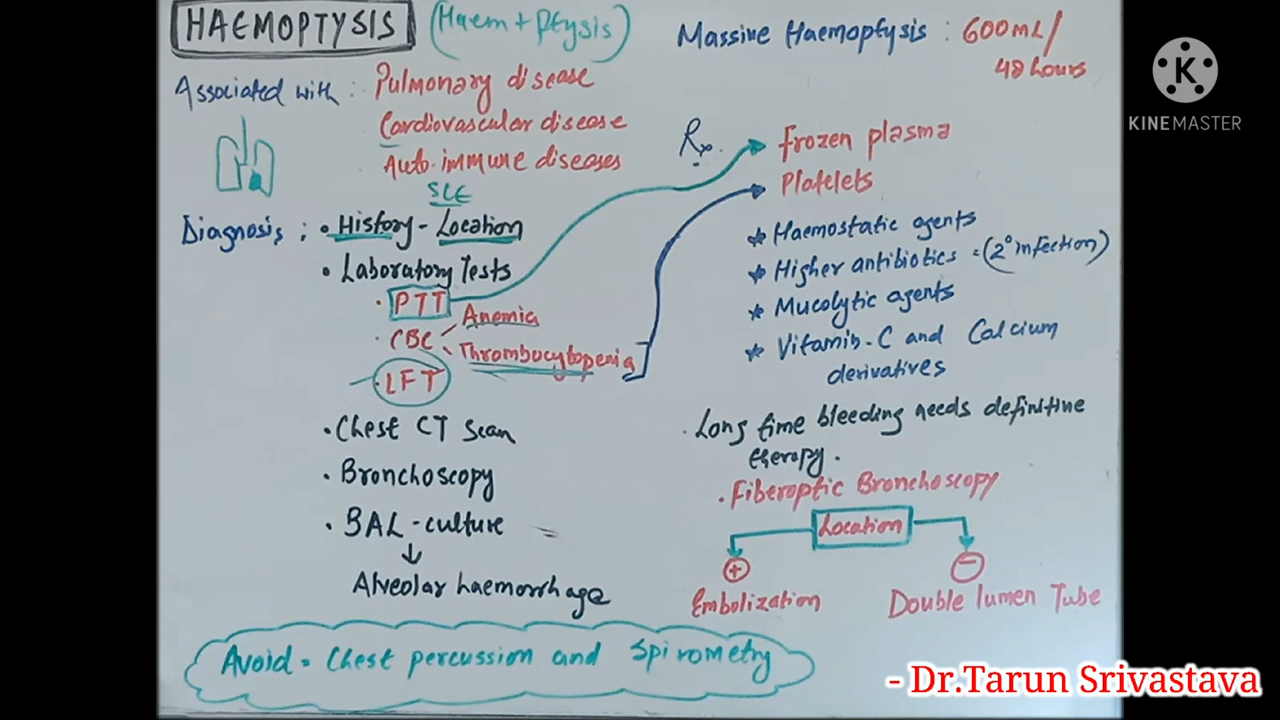 HAEMOPTYSIS
(Haem + Ptysis)
Associated with : Pulmonary disease
Cardiovascular disease
Auto immune diseases
SLE
Diagnosis : • History - Location
• Laboratory Tests
• PTT
• CBC Anemia
Thrombocytopenia
• LFT
• Chest CT Scan
• Bronchoscopy
• BAL - culture
Alveolar haemorrhage
Massive Haemoptysis : 600mL/
48 hours
Rx.
frozen plasma
Platelets
* Haemostatic agents
* Higher antibiotics = (2° infection)
* Mucolytic agents
* Vitamin-C and Calcium
derivatives
• Long time bleeding needs definitive
therapy.
• Fiberoptic Bronchoscopy
Location
+ −
Embolization Double lumen Tube
Avoid = Chest percussion and Spirometry
KINEMASTER
- Dr.Tarun Srivastava